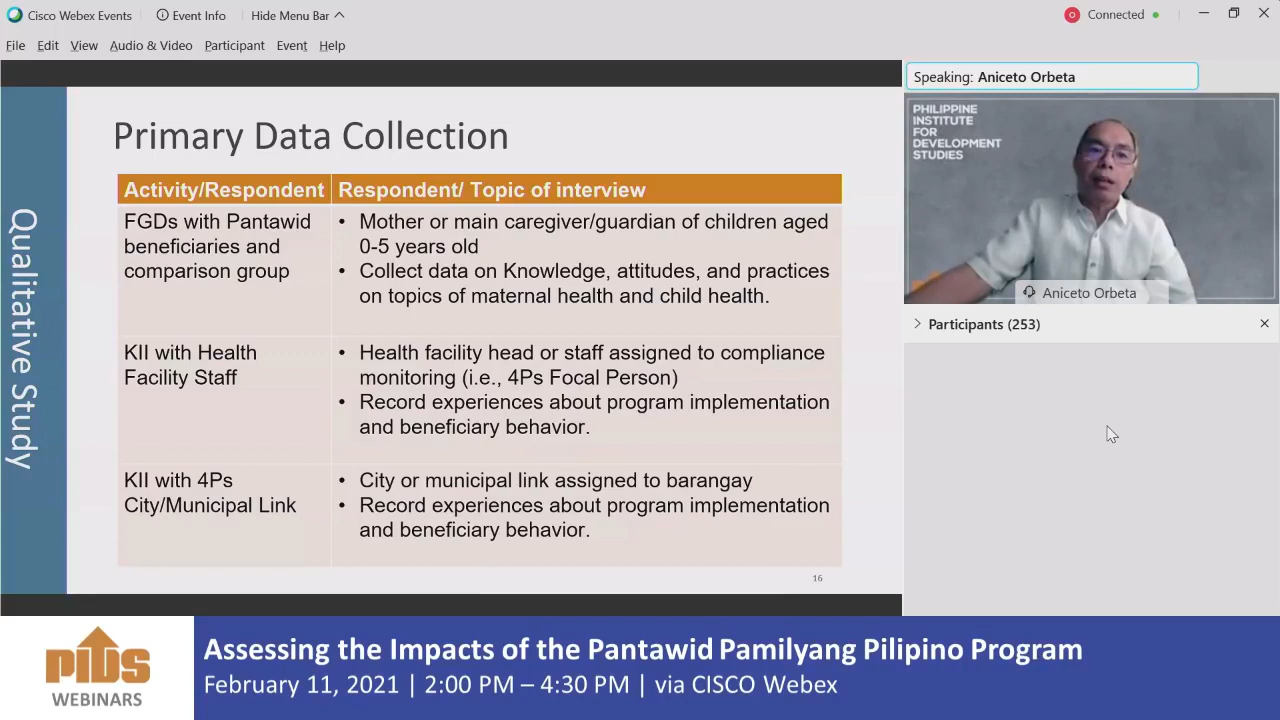 Cisco Webex Events
Event Info
Hide Menu Bar
Connected
File Edit View Audio & Video Participant Event Help
Qualitative Study
Primary Data Collection
Activity/Respondent
Respondent/ Topic of interview
FGDs with Pantawid
beneficiaries and
comparison group
• Mother or main caregiver/guardian of children aged
0-5 years old
• Collect data on Knowledge, attitudes, and practices
on topics of maternal health and child health.
KII with Health
Facility Staff
• Health facility head or staff assigned to compliance
monitoring (i.e., 4Ps Focal Person)
• Record experiences about program implementation
and beneficiary behavior.
KII with 4Ps
City/Municipal Link
• City or municipal link assigned to barangay
• Record experiences about program implementation
and beneficiary behavior.
16
Speaking: Aniceto Orbeta
PHILIPPINE
INSTITUTE
FOR
DEVELOPMENT
STUDIES
Aniceto Orbeta
Participants (253)
PIDS
WEBINARS
Assessing the Impacts of the Pantawid Pamilyang Pilipino Program
February 11, 2021 | 2:00 PM – 4:30 PM | via CISCO Webex